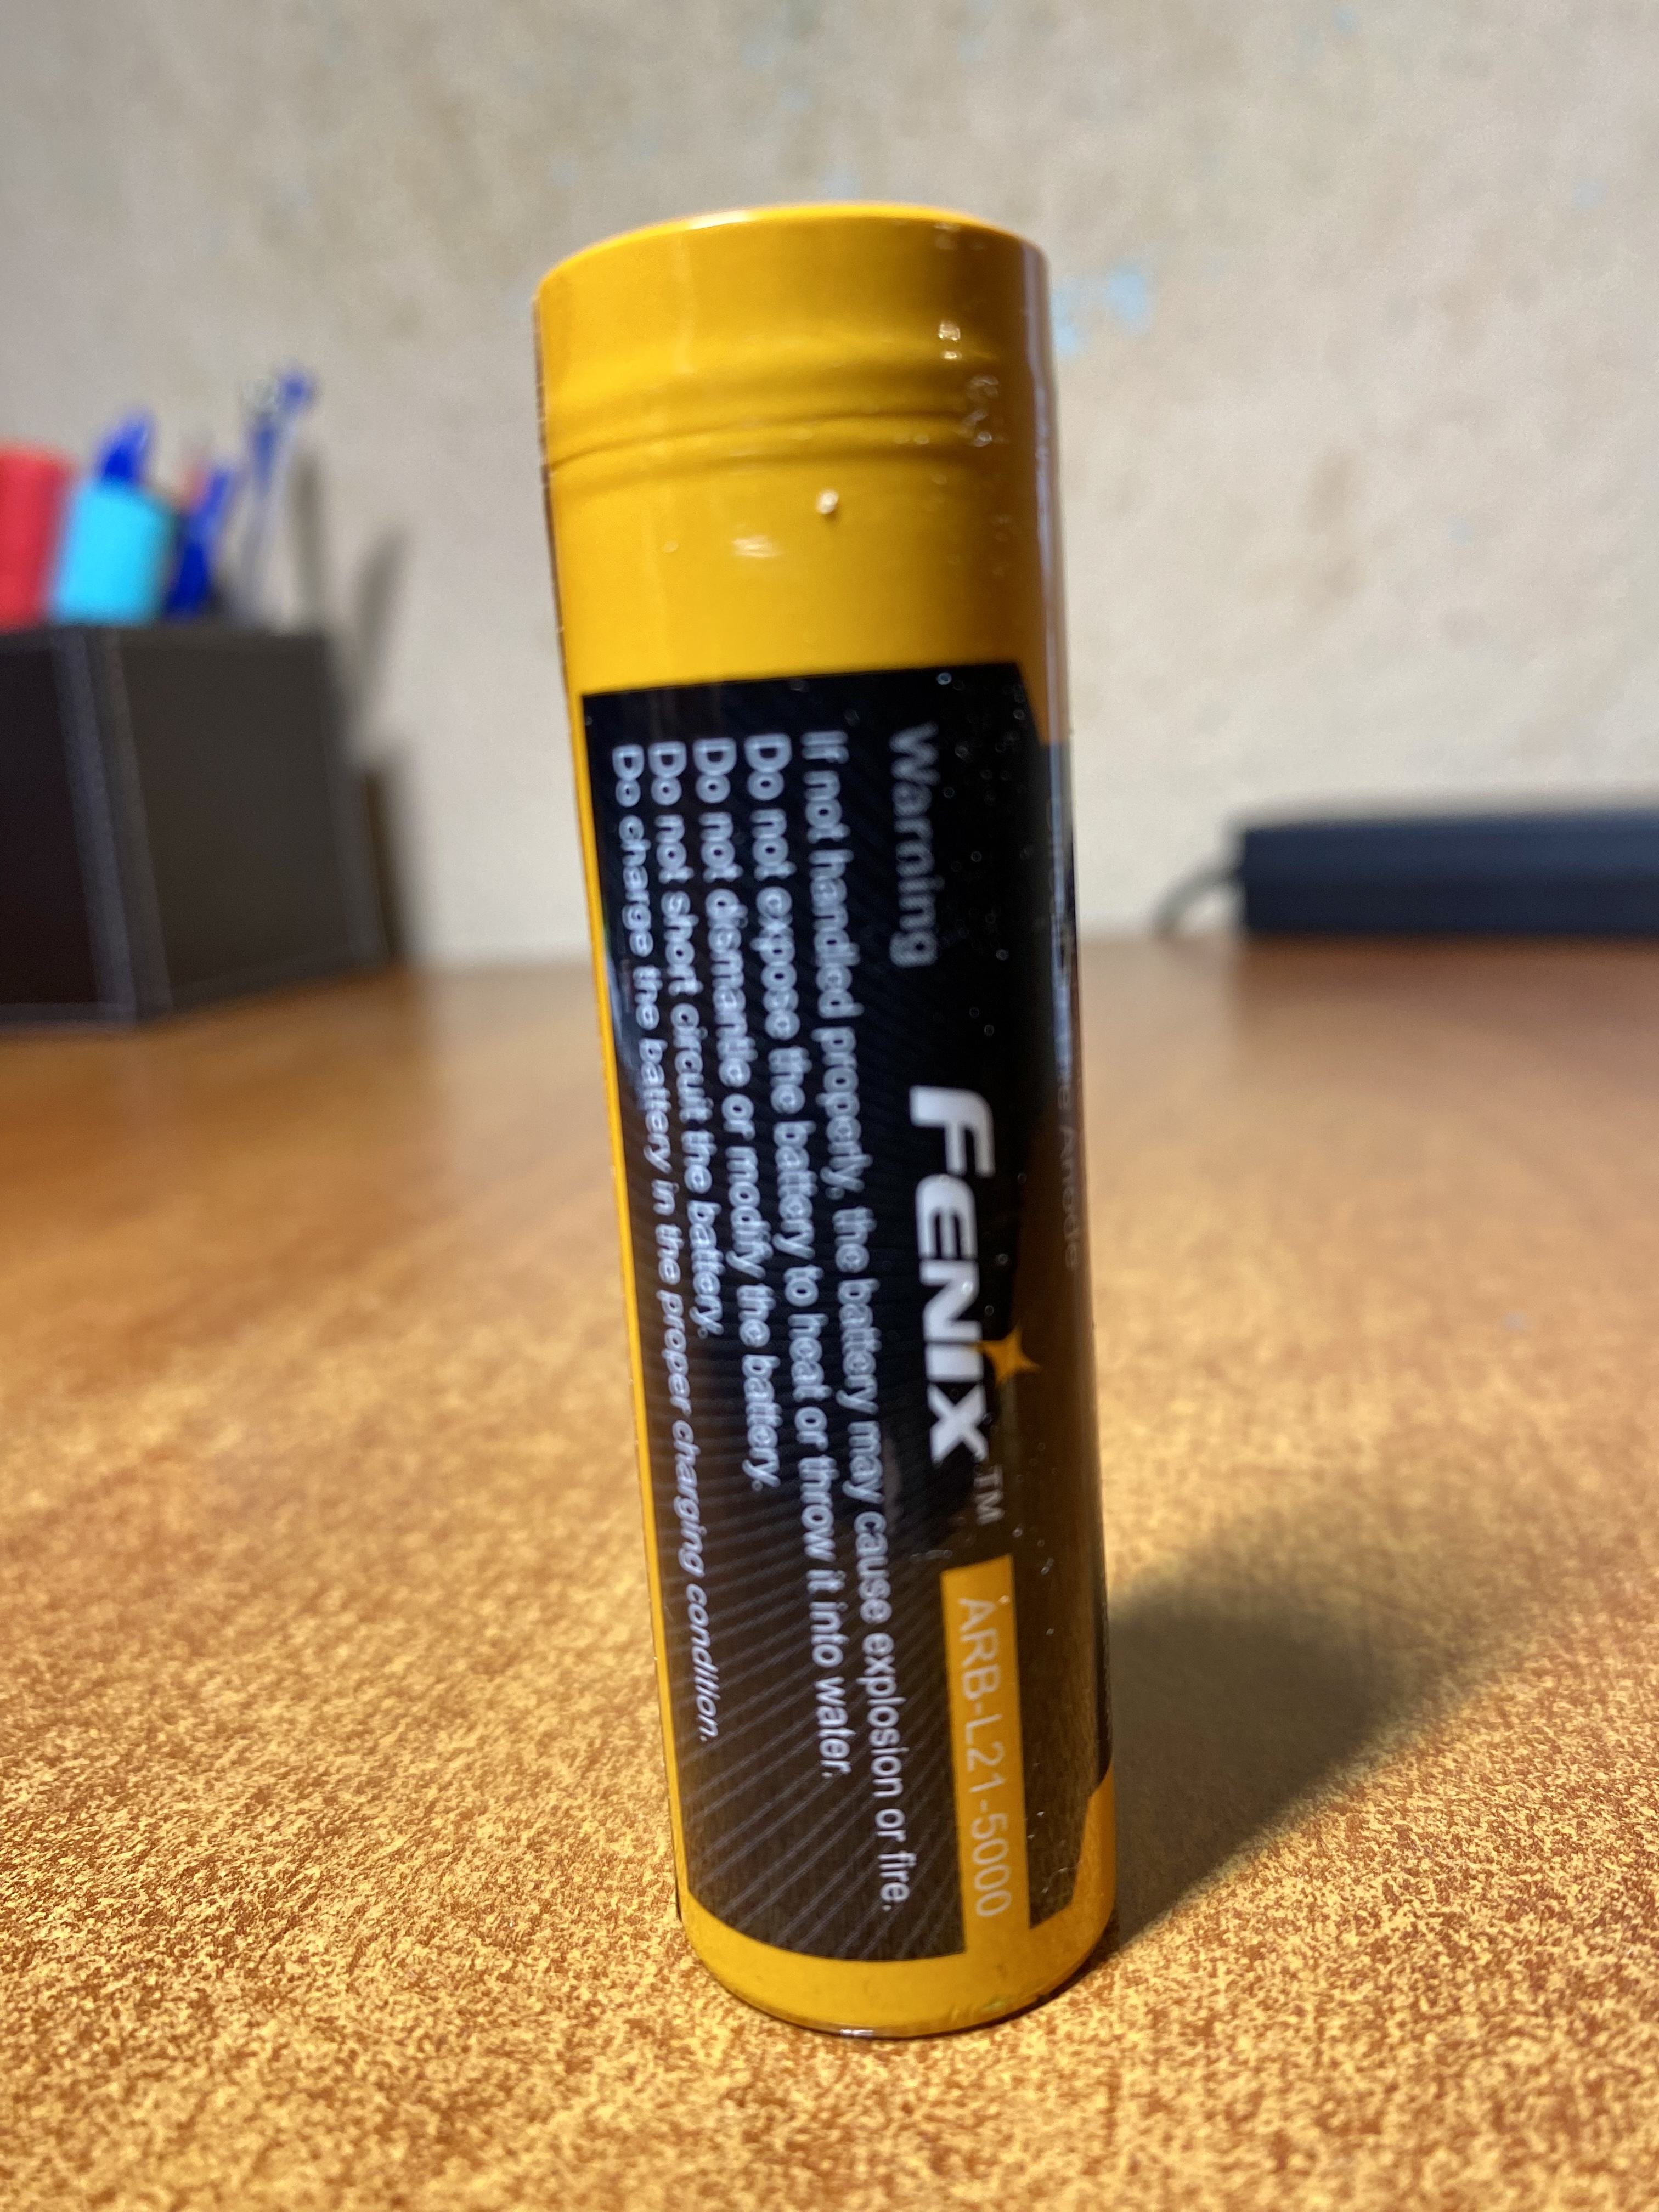 FENIX™
ARB-L21-5000
Warning
If not handled properly, the battery may cause explosion or fire.
Do not expose the battery to heat or throw it into water.
Do not dismantle or modify the battery.
Do not short circuit the battery.
Do charge the battery in the proper charging condition.